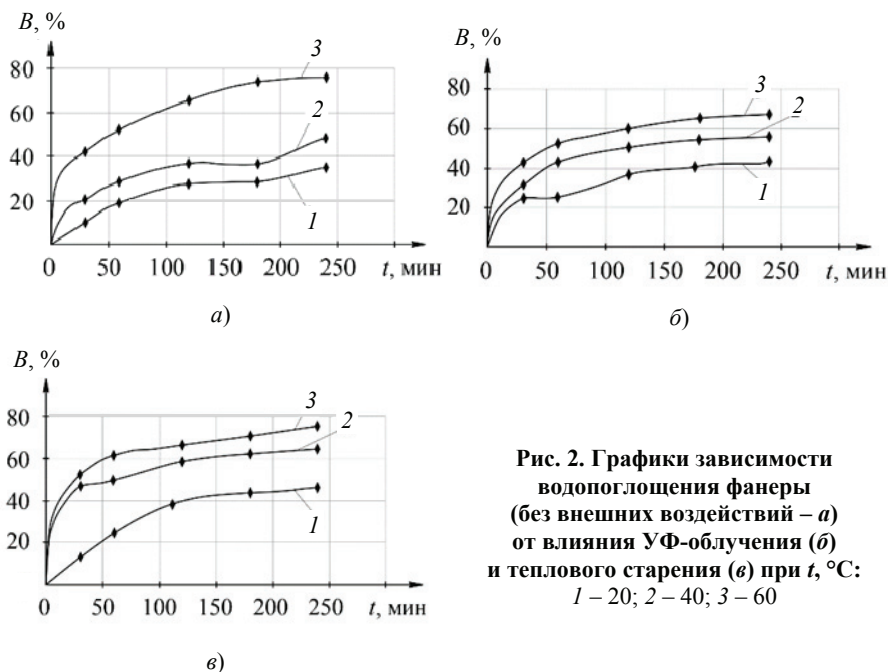 B, %
80
60
40
20
0
50
100
150
200
250
t, мин
3
2
1
а)
B, %
80
60
40
20
0
50
100
150
200
250
t, мин
3
2
1
б)
B, %
80
60
40
20
0
50
100
150
200
250
t, мин
3
2
1
в)
Рис. 2. Графики зависимости
водопоглощения фанеры
(без внешних воздействий – а)
от влияния УФ-облучения (б)
и теплового старения (в) при t, °C:
1 – 20; 2 – 40; 3 – 60